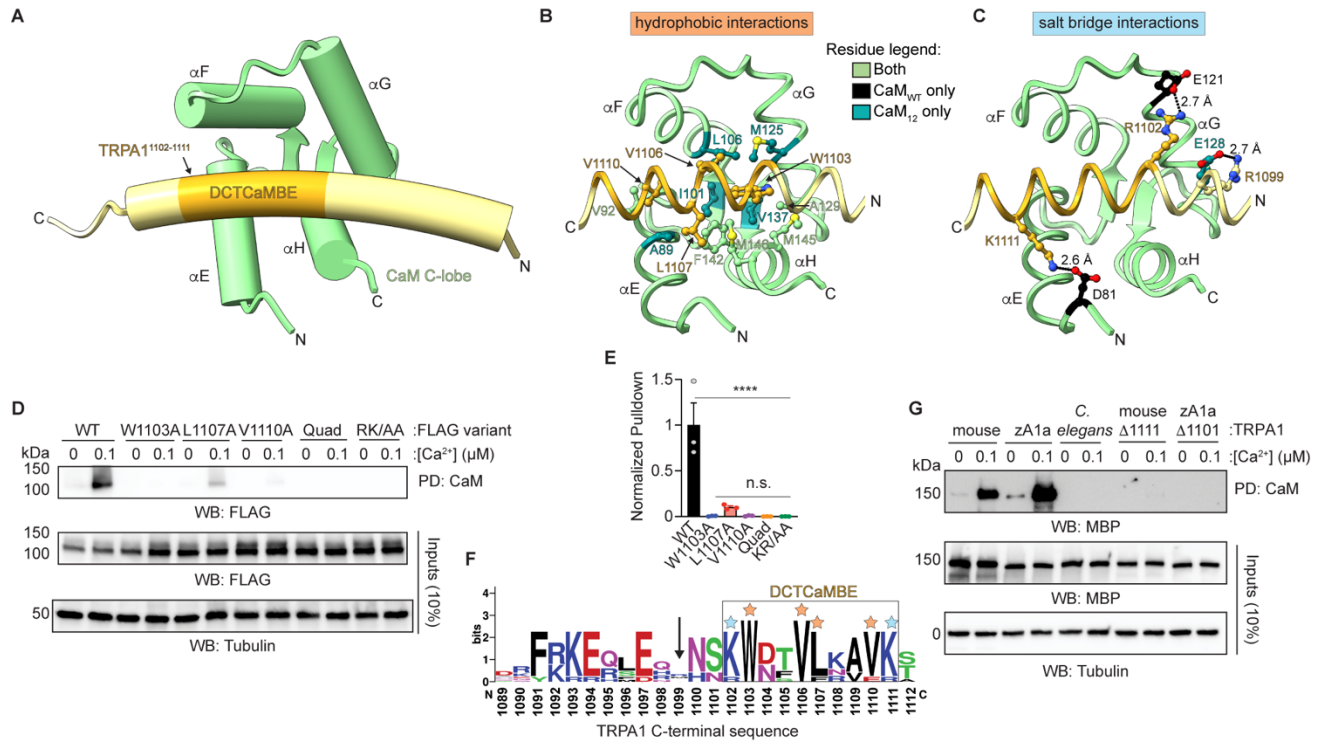 A
αF
αG
TRPA1¹¹⁰²⁻¹¹¹¹
DCTCaMBE
C
N
αH
CaM C-lobe
αE
C
N
B
hydrophobic interactions
Residue legend:
Both
CaM_WT only
CaM₁₂ only
αF
αG
L106
M125
V1106
V1110
W1103
I101
C
N
V92
V137
A129
A89
M146
M145
L1107
F142
αH
αE
C
N
C
salt bridge interactions
E121
αF
2.7 Å
αG
R1102
E128
2.7 Å
R1099
C
N
K1111
2.6 Å
αH
αE
D81
C
N
D
WT W1103A L1107A V1110A Quad RK/AA :FLAG variant
kDa 0 0.1 0 0.1 0 0.1 0 0.1 0 0.1 0 0.1 :[Ca²⁺] (μM)
150
100
PD: CaM
WB: FLAG
150
100
WB: FLAG
50
WB: Tubulin
Inputs (10%)
E
Normalized Pulldown
1.5
1
0.5
0
****
n.s.
WT
W1103A
L1107A
V1110A
Quad
KR/AA
F
DCTCaMBE
bits
4
3
2
1
0
N 1089 1090 1091 1092 1093 1094 1095 1096 1097 1098 1099 1100 1101 1102 1103 1104 1105 1106 1107 1108 1109 1110 1111 1112 C
TRPA1 C-terminal sequence
G
mouse zA1a C. elegans mouse Δ1111 zA1a Δ1101 :TRPA1
kDa 0 0.1 0 0.1 0 0.1 0 0.1 0 0.1 :[Ca²⁺] (μM)
150
PD: CaM
WB: MBP
150
WB: MBP
0
WB: Tubulin
Inputs (10%)